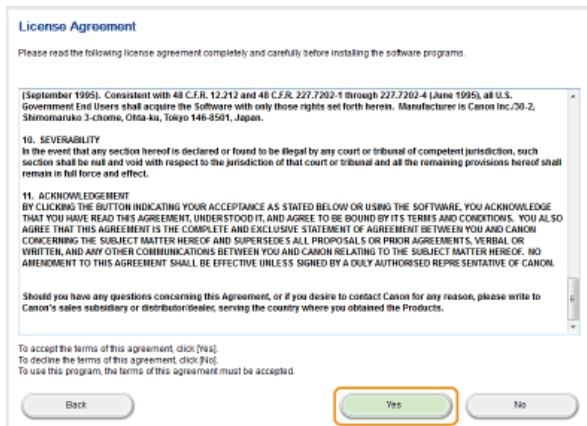 License Agreement
Please read the following license agreement completely and carefully before installing the software programs.
(September 1995). Consistent with 48 C.F.R. 12.212 and 48 C.F.R. 227.7202-1 through 227.7202-4 (June 1995), all U.S.
Government End Users shall acquire the Software with only those rights set forth herein. Manufacturer is Canon Inc./30-2,
Shimomaruko 3-chome, Ohta-ku, Tokyo 146-8501, Japan.
10. SEVERABILITY
In the event that any section hereof is declared or found to be illegal by any court or tribunal of competent jurisdiction, such
section shall be null and void with respect to the jurisdiction of that court or tribunal and all the remaining provisions hereof shall
remain in full force and effect.
11. ACKNOWLEDGEMENT
BY CLICKING THE BUTTON INDICATING YOUR ACCEPTANCE AS STATED BELOW OR USING THE SOFTWARE, YOU ACKNOWLEDGE
THAT YOU HAVE READ THIS AGREEMENT, UNDERSTOOD IT, AND AGREE TO BE BOUND BY ITS TERMS AND CONDITIONS. YOU ALSO
AGREE THAT THIS AGREEMENT IS THE COMPLETE AND EXCLUSIVE STATEMENT OF AGREEMENT BETWEEN YOU AND CANON
CONCERNING THE SUBJECT MATTER HEREOF AND SUPERSEDES ALL PROPOSALS OR PRIOR AGREEMENTS, VERBAL OR
WRITTEN, AND ANY OTHER COMMUNICATIONS BETWEEN YOU AND CANON RELATING TO THE SUBJECT MATTER HEREOF. NO
AMENDMENT TO THIS AGREEMENT SHALL BE EFFECTIVE UNLESS SIGNED BY A DULY AUTHORISED REPRESENTATIVE OF CANON.
Should you have any questions concerning this Agreement, or if you desire to contact Canon for any reason, please write to
Canon's sales subsidiary or distributor/dealer, serving the country where you obtained the Products.
To accept the terms of this agreement, click [Yes].
To decline the terms of this agreement, click [No].
To use this program, the terms of this agreement must be accepted.
Back Yes No